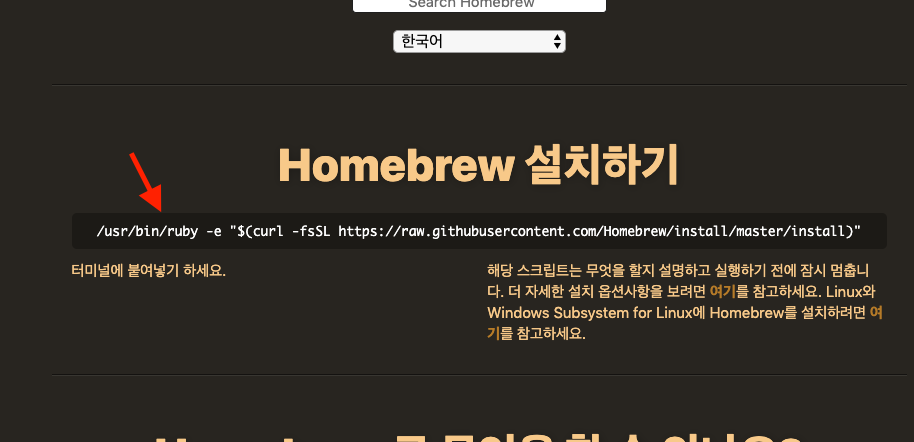 Search Homebrew
한국어
Homebrew 설치하기
/usr/bin/ruby -e "$(curl -fsSL https://raw.githubusercontent.com/Homebrew/install/master/install)"
터미널에 붙여넣기 하세요.
해당 스크립트는 무엇을 할지 설명하고 실행하기 전에 잠시 멈춥니
다. 더 자세한 설치 옵션사항을 보려면 여기를 참고하세요. Linux와
Windows Subsystem for Linux에 Homebrew를 설치하려면 여
기를 참고하세요.